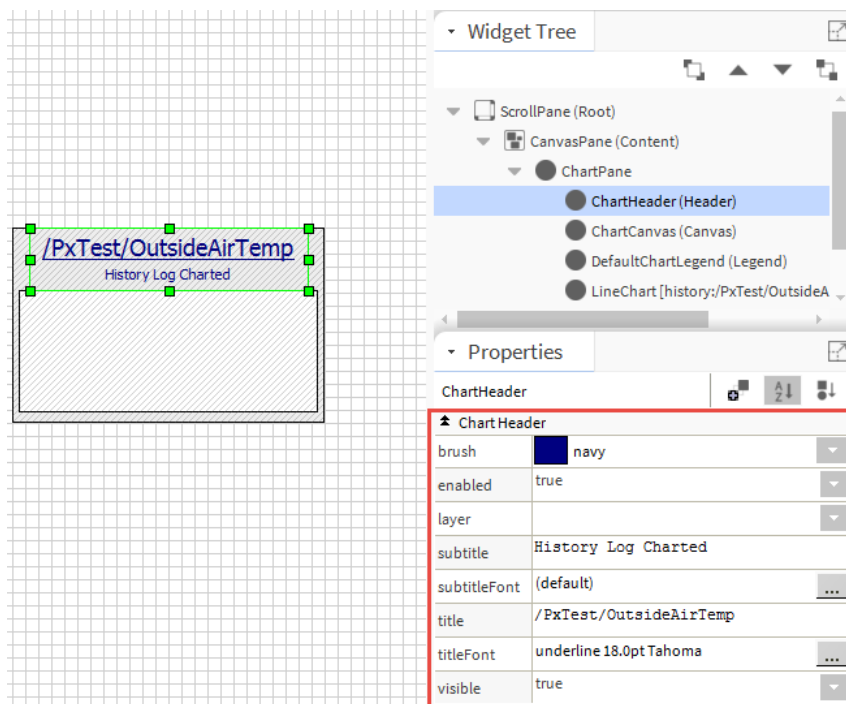 /PxTest/OutsideAirTemp
History Log Charted
Widget Tree
ScrollPane (Root)
CanvasPane (Content)
ChartPane
ChartHeader (Header)
ChartCanvas (Canvas)
DefaultChartLegend (Legend)
LineChart [history:/PxTest/OutsideA
Properties
ChartHeader
A
Z
Chart Header
brush navy
enabled true
layer
subtitle History Log Charted
subtitleFont (default) ...
title /PxTest/OutsideAirTemp
titleFont underline 18.0pt Tahoma ...
visible true